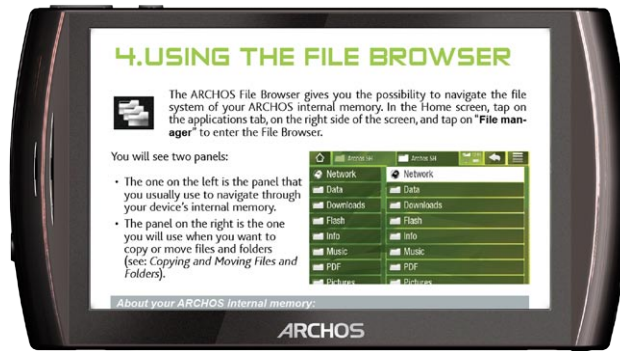 4.USING THE FILE BROWSER
The ARCHOS File Browser gives you the possibility to navigate the file
system of your ARCHOS internal memory. In the Home screen, tap on
the applications tab, on the right side of the screen, and tap on "File man-
ager" to enter the File Browser.
You will see two panels:
• The one on the left is the panel that
you usually use to navigate through
your device's internal memory.
• The panel on the right is the one
you will use when you want to
copy or move files and folders
(see: Copying and Moving Files and
Folders).
Archos 5H Archos 5H
Network Network
Data Data
Downloads Downloads
Flash Flash
Info Info
Music Music
PDF PDF
Pictures Pictures
About your ARCHOS internal memory:
ARCHOS